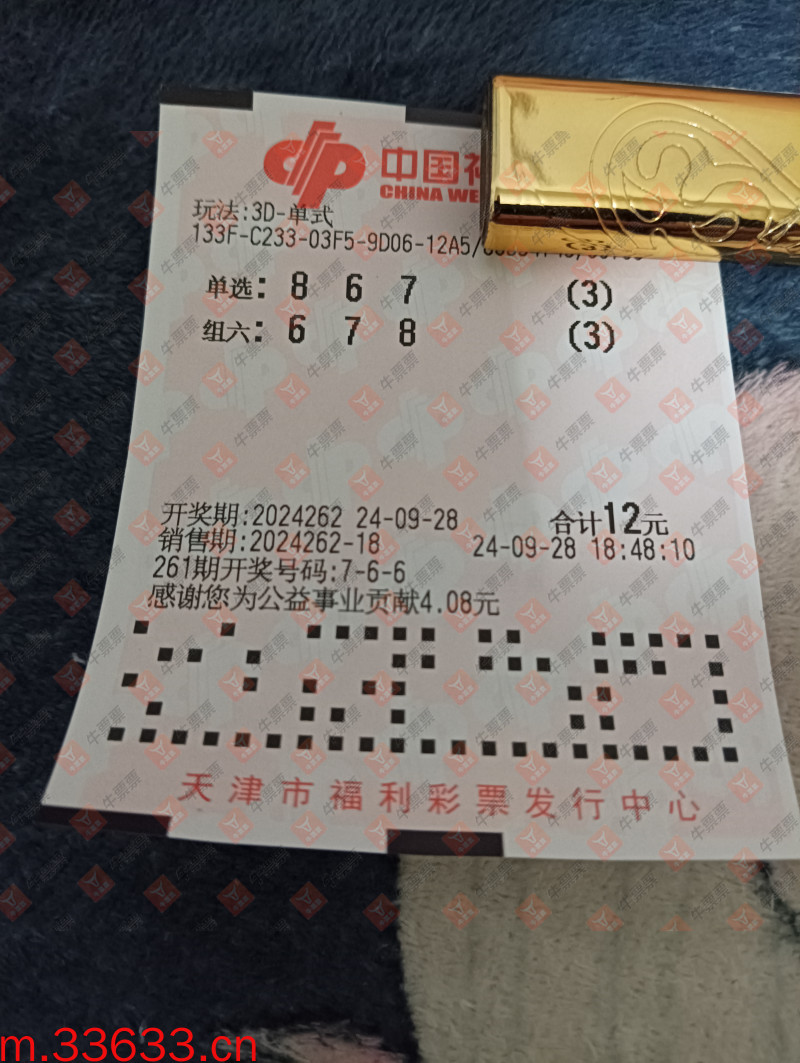 中国
CHINA WE
玩法:3D-单式
133F-C233-03F5-9D06-12A5/
单选: 8 6 7 (3)
组六: 6 7 8 (3)
开奖期:2024262 24-09-28 合计12元
销售期:2024262-18 24-09-28 18:48:10
261期开奖号码:7-6-6
感谢您为公益事业贡献4.08元
天津市福利彩票发行中心
牛票票
m.33633.cn